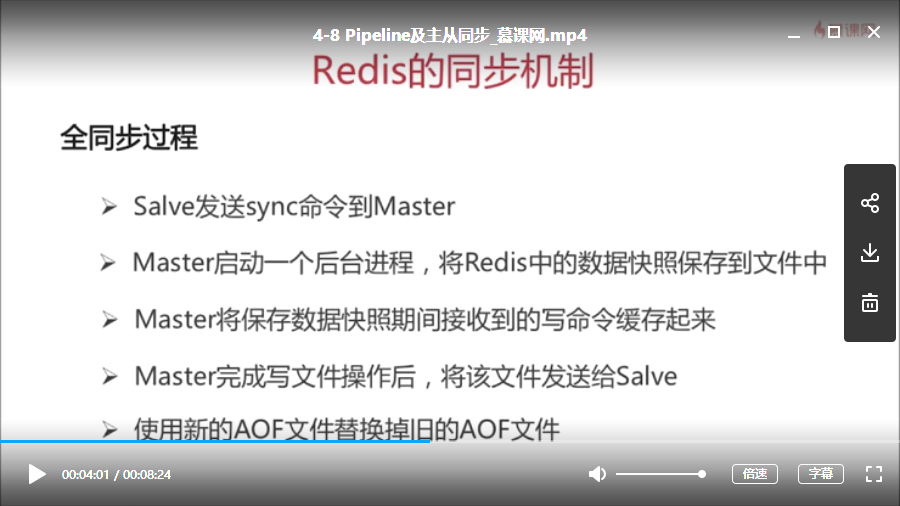 4-8 Pipeline及主从同步_慕课网.mp4
Redis的同步机制
全同步过程
➢ Salve发送sync命令到Master
➢ Master启动一个后台进程，将Redis中的数据快照保存到文件中
➢ Master将保存数据快照期间接收到的写命令缓存起来
➢ Master完成写文件操作后，将该文件发送给Salve
➢ 使用新的AOF文件替换掉旧的AOF文件
00:04:01 / 00:08:24
倍速
字幕